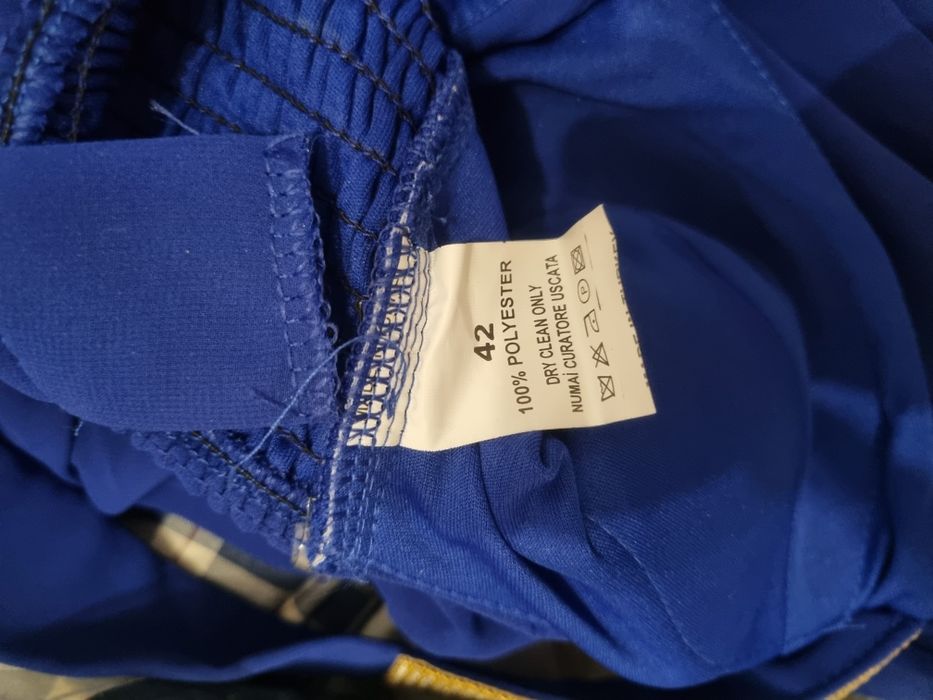 42
100% POLYESTER
DRY CLEAN ONLY
NUMAİ CURATORE USCATA
P